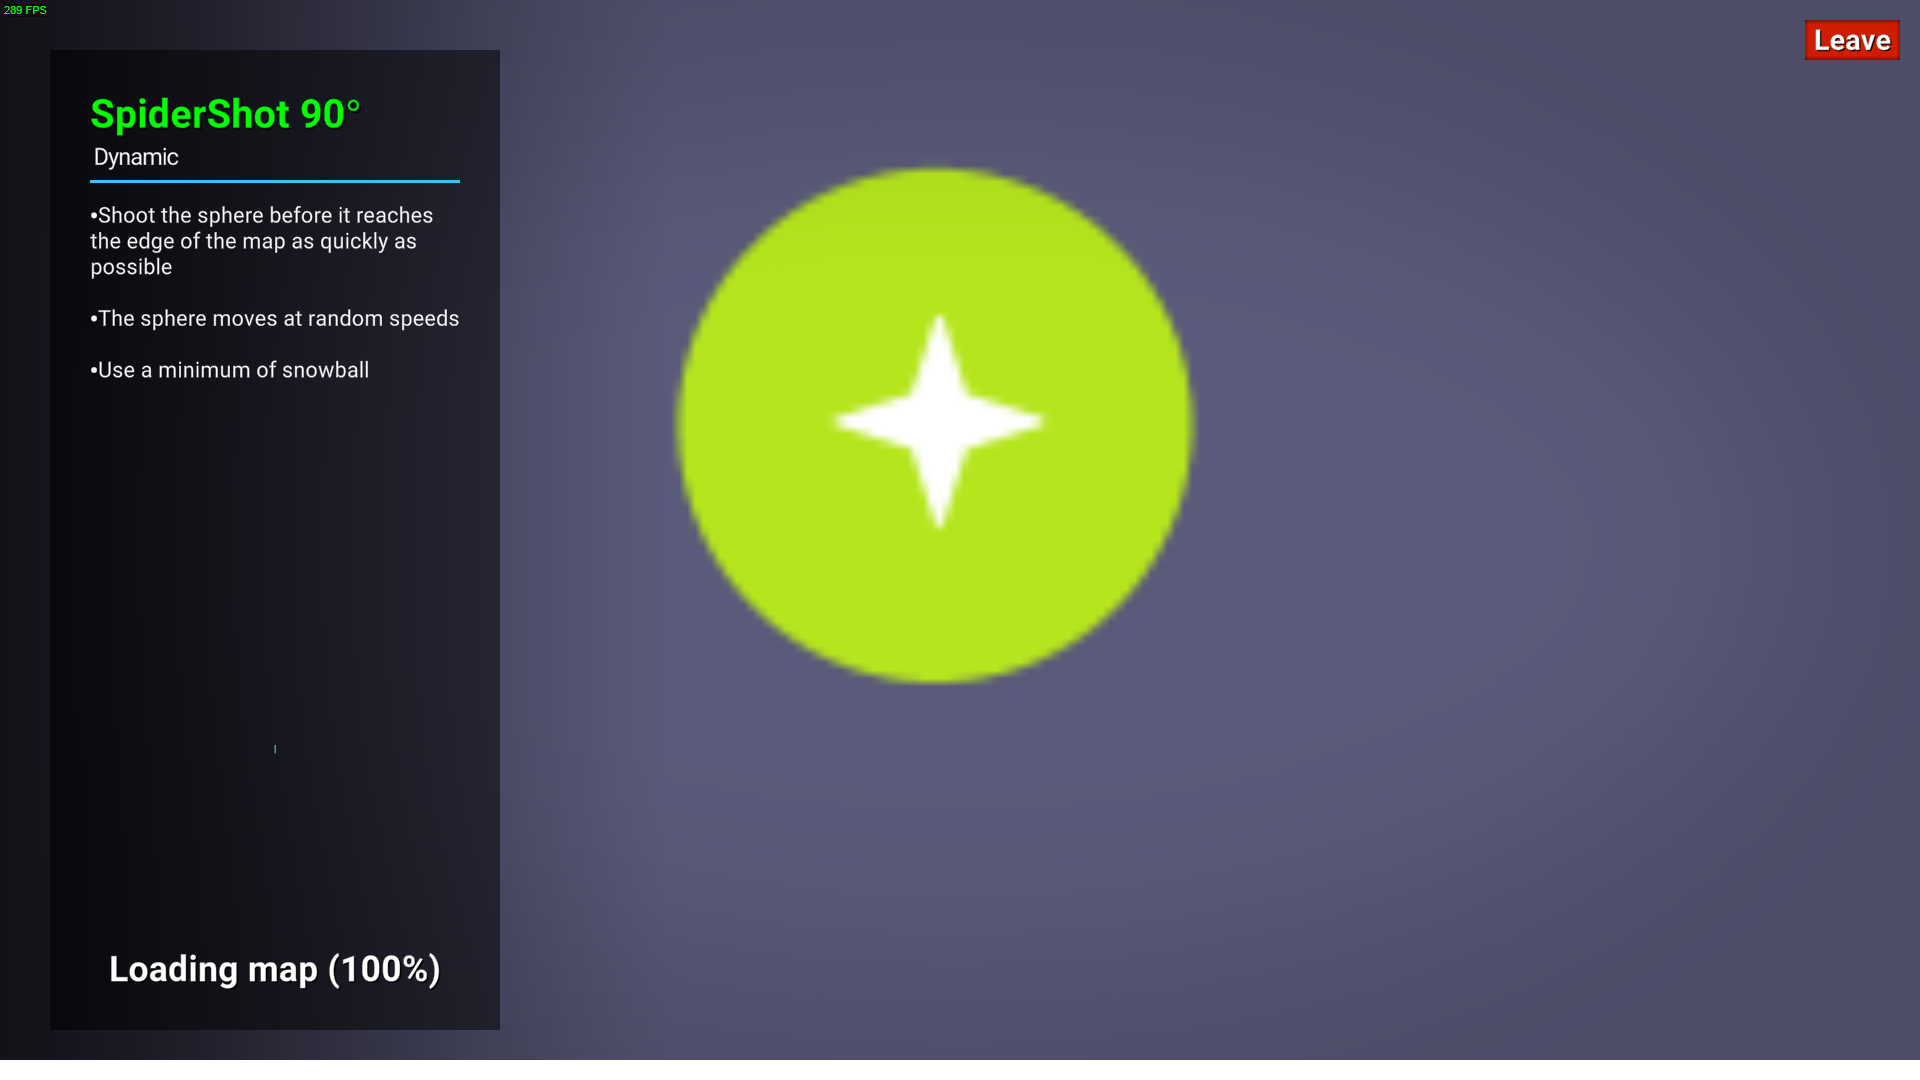 289 FPS
Leave
SpiderShot 90°
Dynamic
•Shoot the sphere before it reaches
the edge of the map as quickly as
possible
•The sphere moves at random speeds
•Use a minimum of snowball
Loading map (100%)